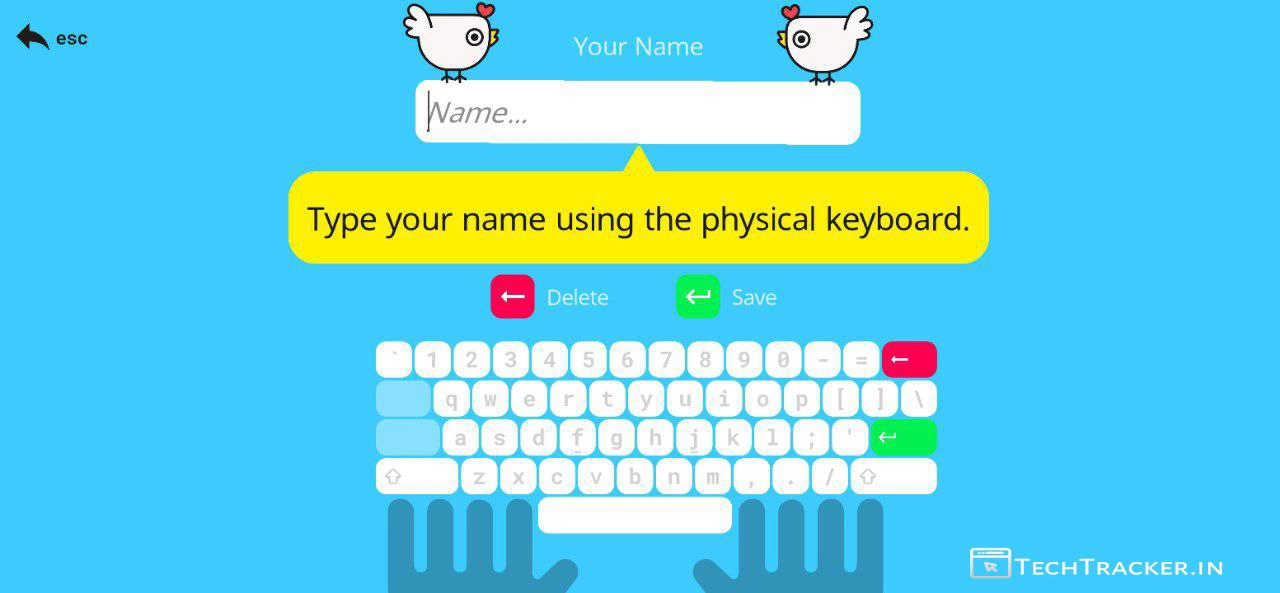 esc
Your Name
Name...
Type your name using the physical keyboard.
Delete
Save
` 1 2 3 4 5 6 7 8 9 0 - =
q w e r t y u i o p [ ] \
a s d f g h j k l ; '
z x c v b n m , . /
TECHTRACKER.IN